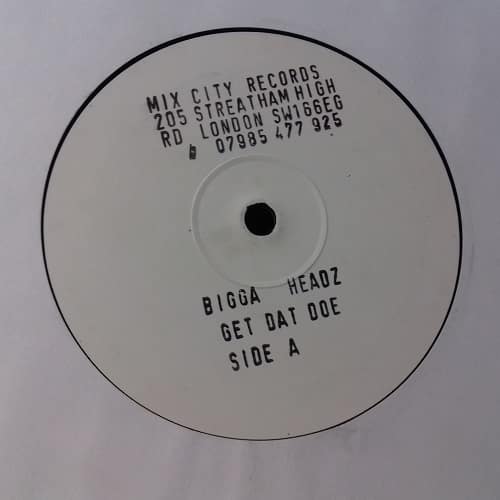 MIX CITY RECORDS
205 STREATHAM HIGH
RD LONDON SW166EG
07985 477 925
BIGGA HEADZ
GET DAT DOE
SIDE A